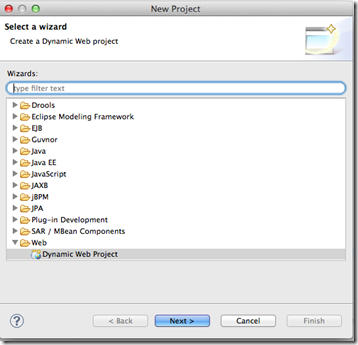 New Project
Select a wizard
Create a Dynamic Web project
Wizards:
type filter text
Drools
Eclipse Modeling Framework
EJB
Guvnor
Java
Java EE
JavaScript
JAXB
jBPM
JPA
Plug-in Development
SAR / MBean Components
Web
Dynamic Web Project
?
< Back
Next >
Cancel
Finish